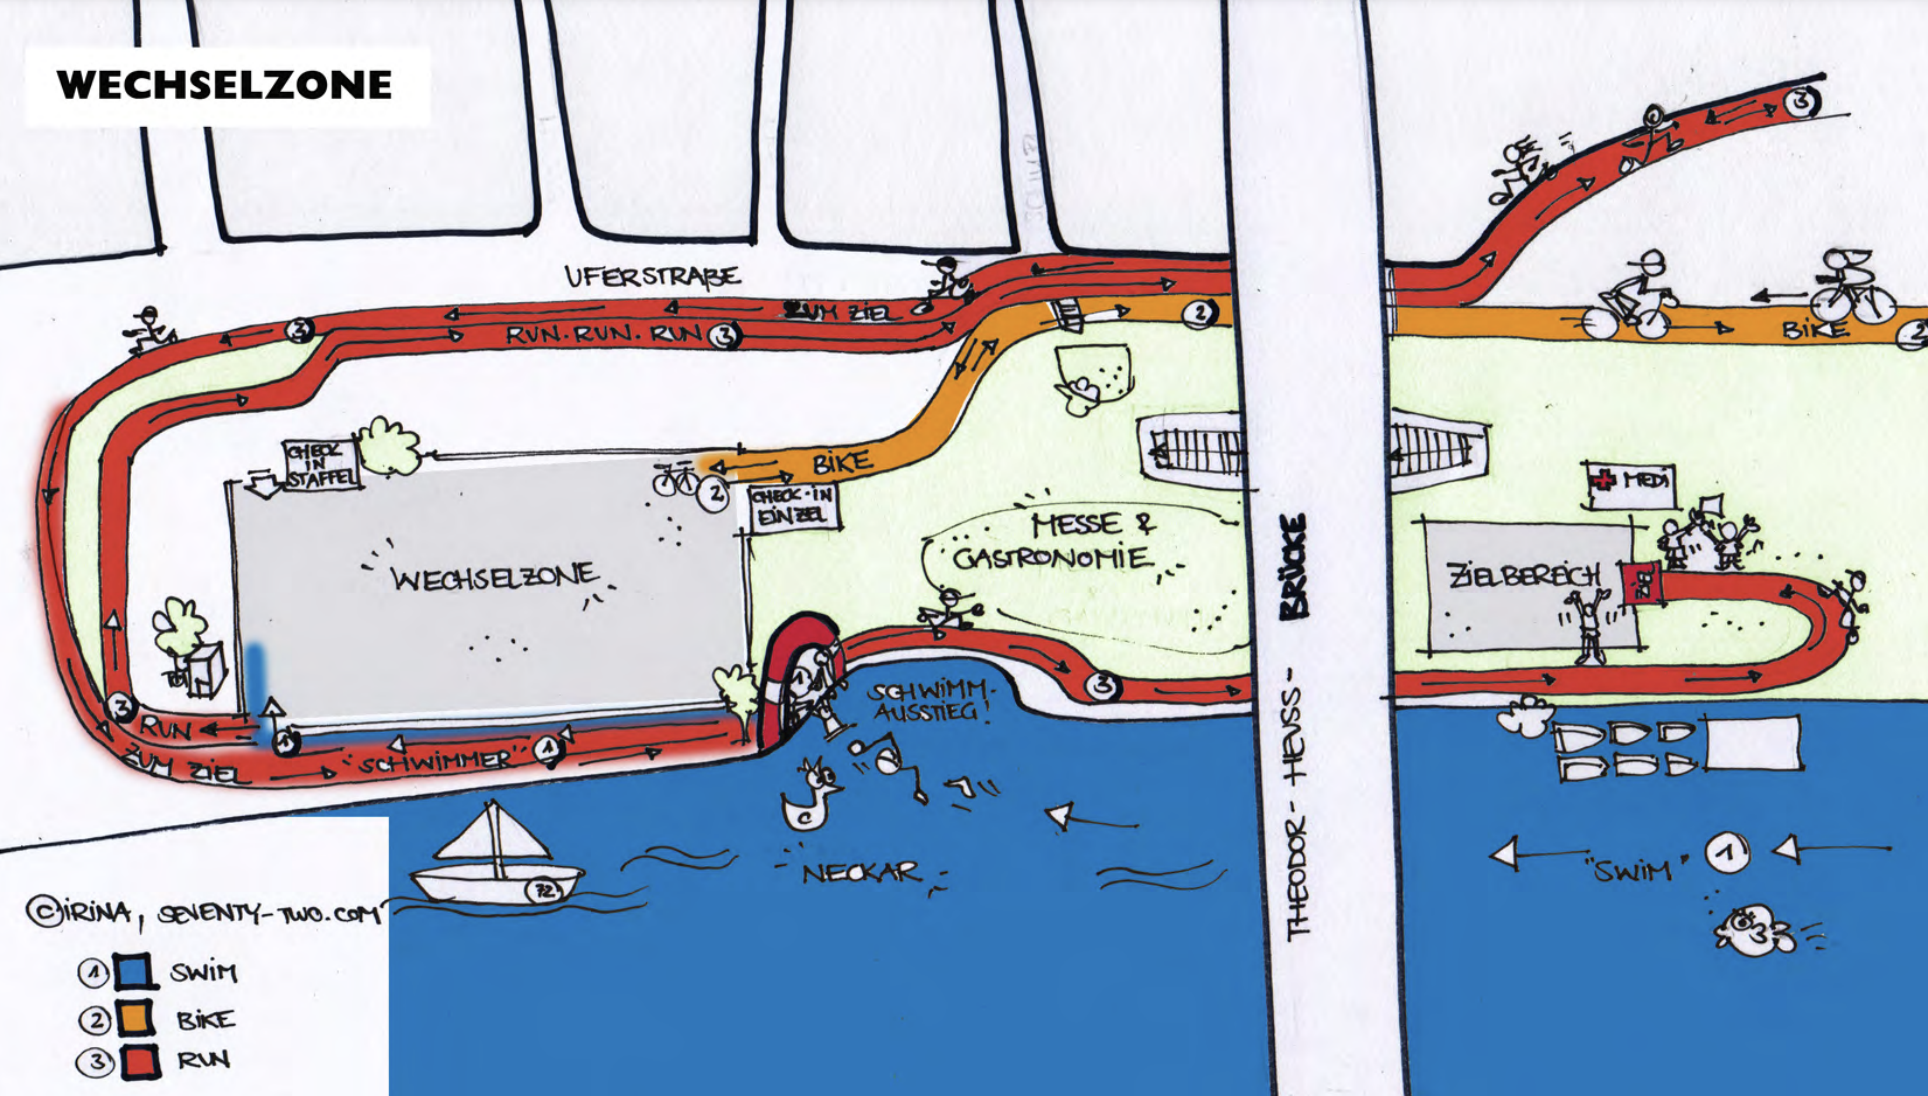 WECHSELZONE
3
UFERSTRAßE
ZUM ZIEL
3
RUN. RUN. RUN 3
2
BIKE
2
CHECK
IN
STAFFEL
BIKE
2
CHECK-IN
EINZEL
MESSE &
GASTRONOMIE
MEDI
WECHSELZONE
ZIELBEREICH
ZIEL
THEODOR-HEUSS-BRÜCKE
1
SCHWIMM-
AUSSTIEG!
3
3
RUN
1
"SCHWIMMER" 1
ZUM ZIEL
C
NECKAR
"SWIM" 1
72
3
©IRINA, SEVENTY-TWO.COM
1 SWIM
2 BIKE
3 RUN